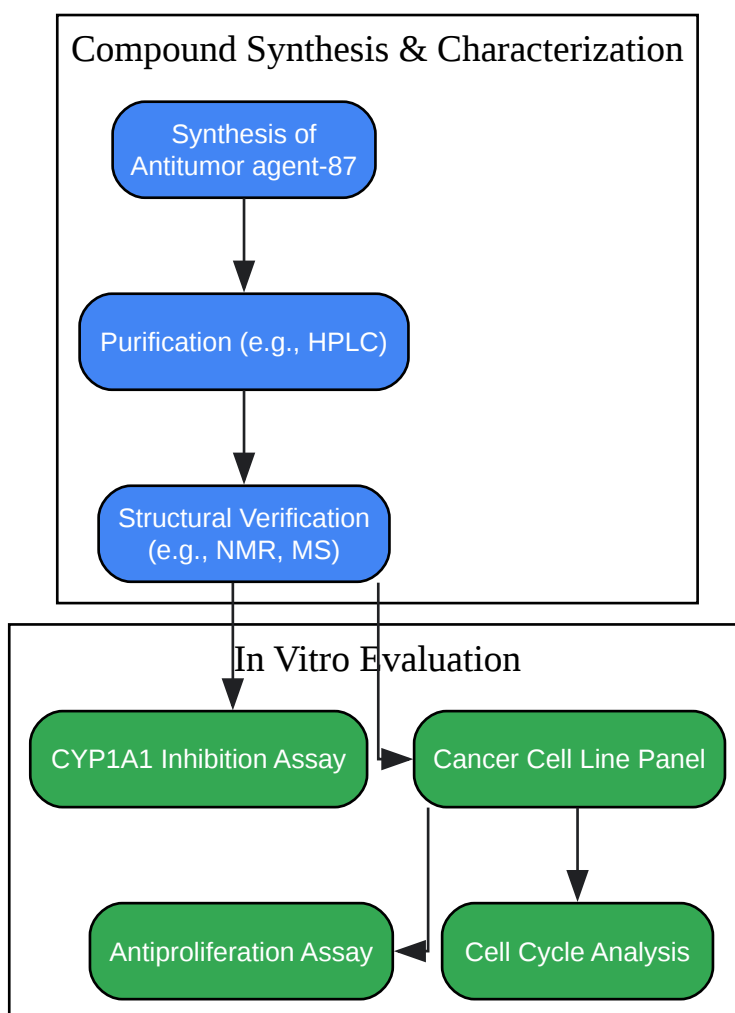 Compound Synthesis & Characterization
Synthesis of
Antitumor agent-87
Purification (e.g., HPLC)
Structural Verification
(e.g., NMR, MS)
In Vitro Evaluation
CYP1A1 Inhibition Assay
Cancer Cell Line Panel
Antiproliferation Assay
Cell Cycle Analysis